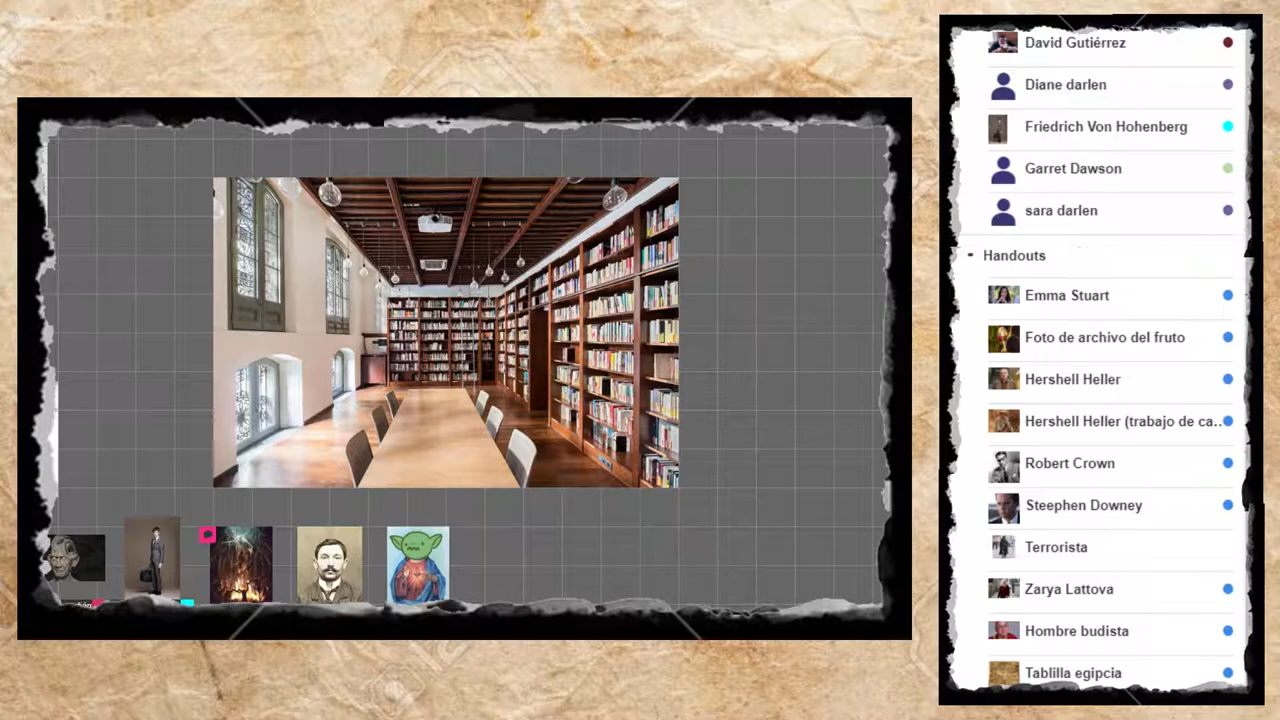 David Gutiérrez
Diane darlen
Friedrich Von Hohenberg
Garret Dawson
sara darlen
Handouts
Emma Stuart
Foto de archivo del fruto
Hershell Heller
Hershell Heller (trabajo de ca...
Robert Crown
Steephen Downey
Terrorista
Zarya Lattova
Hombre budista
Tablilla egipcia